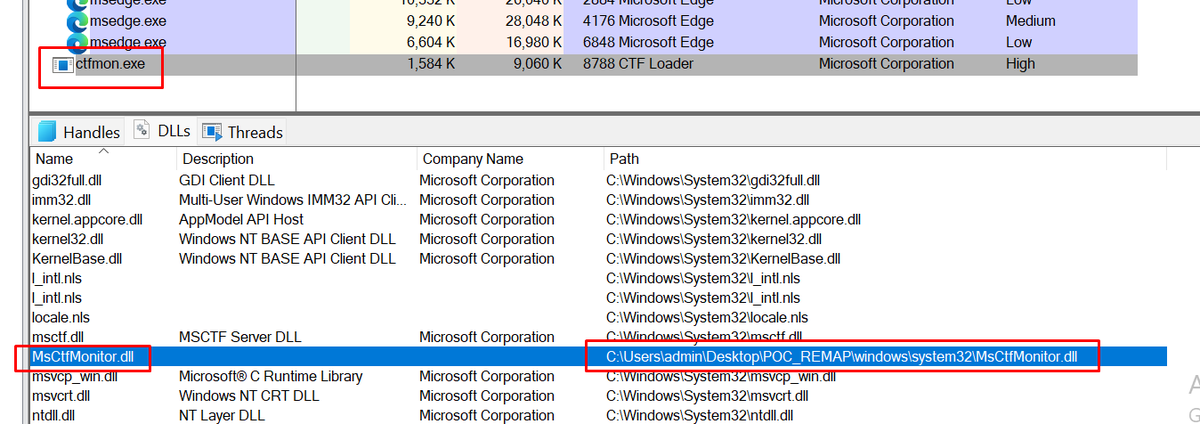 msedge.exe 10,552 K 26,040 K 2884 Microsoft Edge Microsoft Corporation Low
msedge.exe 9,240 K 28,048 K 4176 Microsoft Edge Microsoft Corporation Medium
msedge.exe 6,604 K 16,980 K 6848 Microsoft Edge Microsoft Corporation Low
ctfmon.exe 1,584 K 9,060 K 8788 CTF Loader Microsoft Corporation High
Handles DLLs Threads
Name Description Company Name Path
gdi32full.dll GDI Client DLL Microsoft Corporation C:\Windows\System32\gdi32full.dll
imm32.dll Multi-User Windows IMM32 API Cli... Microsoft Corporation C:\Windows\System32\imm32.dll
kernel.appcore.dll AppModel API Host Microsoft Corporation C:\Windows\System32\kernel.appcore.dll
kernel32.dll Windows NT BASE API Client DLL Microsoft Corporation C:\Windows\System32\kernel32.dll
KernelBase.dll Windows NT BASE API Client DLL Microsoft Corporation C:\Windows\System32\KernelBase.dll
l_intl.nls C:\Windows\System32\l_intl.nls
l_intl.nls C:\Windows\System32\l_intl.nls
locale.nls C:\Windows\System32\locale.nls
msctf.dll MSCTF Server DLL Microsoft Corporation C:\Windows\System32\msctf.dll
MsCtfMonitor.dll C:\Users\admin\Desktop\POC_REMAP\windows\system32\MsCtfMonitor.dll
msvcp_win.dll Microsoft® C Runtime Library Microsoft Corporation C:\Windows\System32\msvcp_win.dll
msvcrt.dll Windows NT CRT DLL Microsoft Corporation C:\Windows\System32\msvcrt.dll
ntdll.dll NT Layer DLL Microsoft Corporation C:\Windows\System32\ntdll.dll